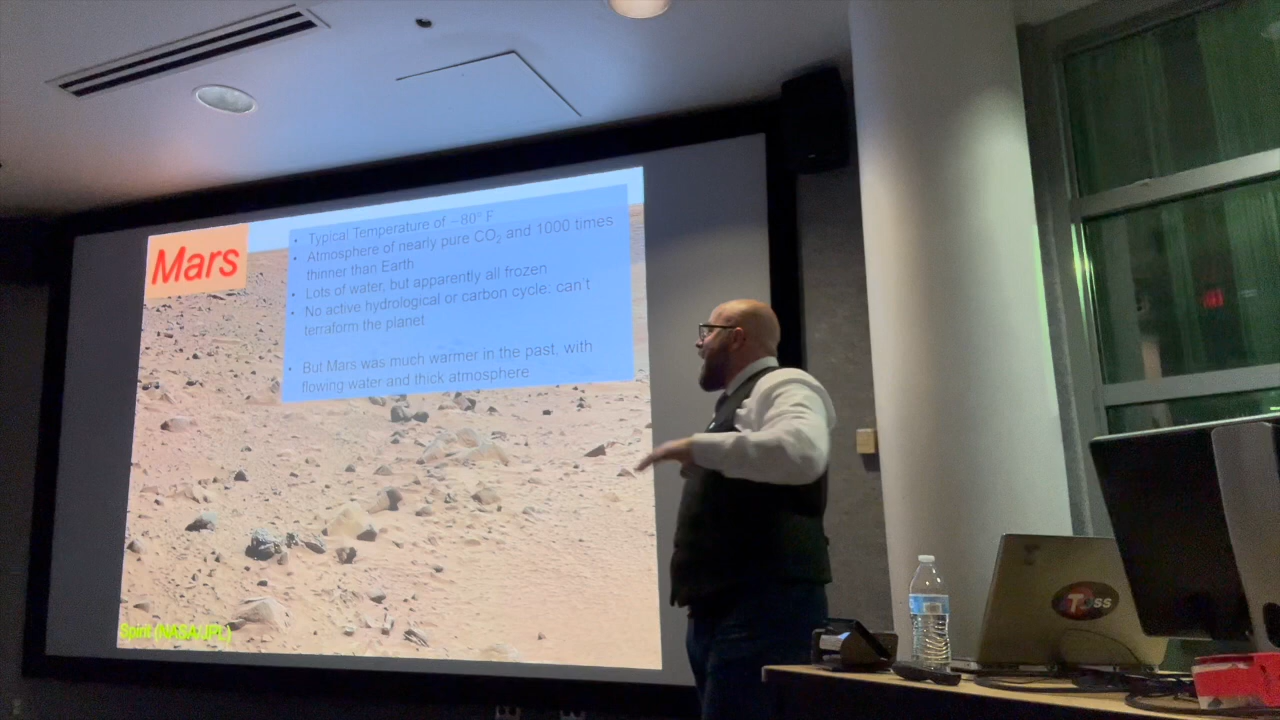 Mars
• Typical Temperature of −80° F
• Atmosphere of nearly pure CO₂ and 1000 times
thinner than Earth
• Lots of water, but apparently all frozen
• No active hydrological or carbon cycle: can't
terraform the planet
• But Mars was much warmer in the past, with
flowing water and thick atmosphere
Spirit (NASA/JPL)